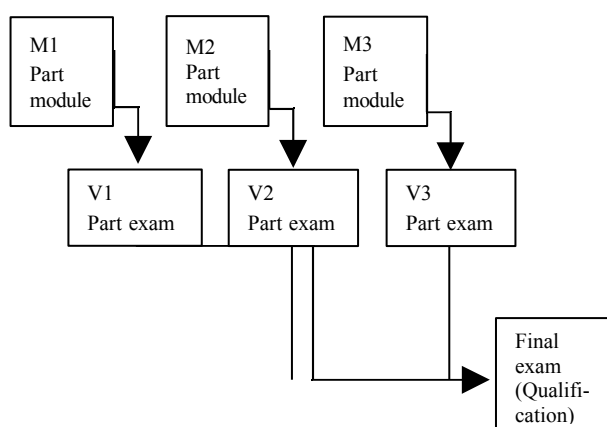 M1
Part
module
M2
Part
module
M3
Part
module
V1
Part exam
V2
Part exam
V3
Part exam
Final
exam
(Qualifi-
cation)